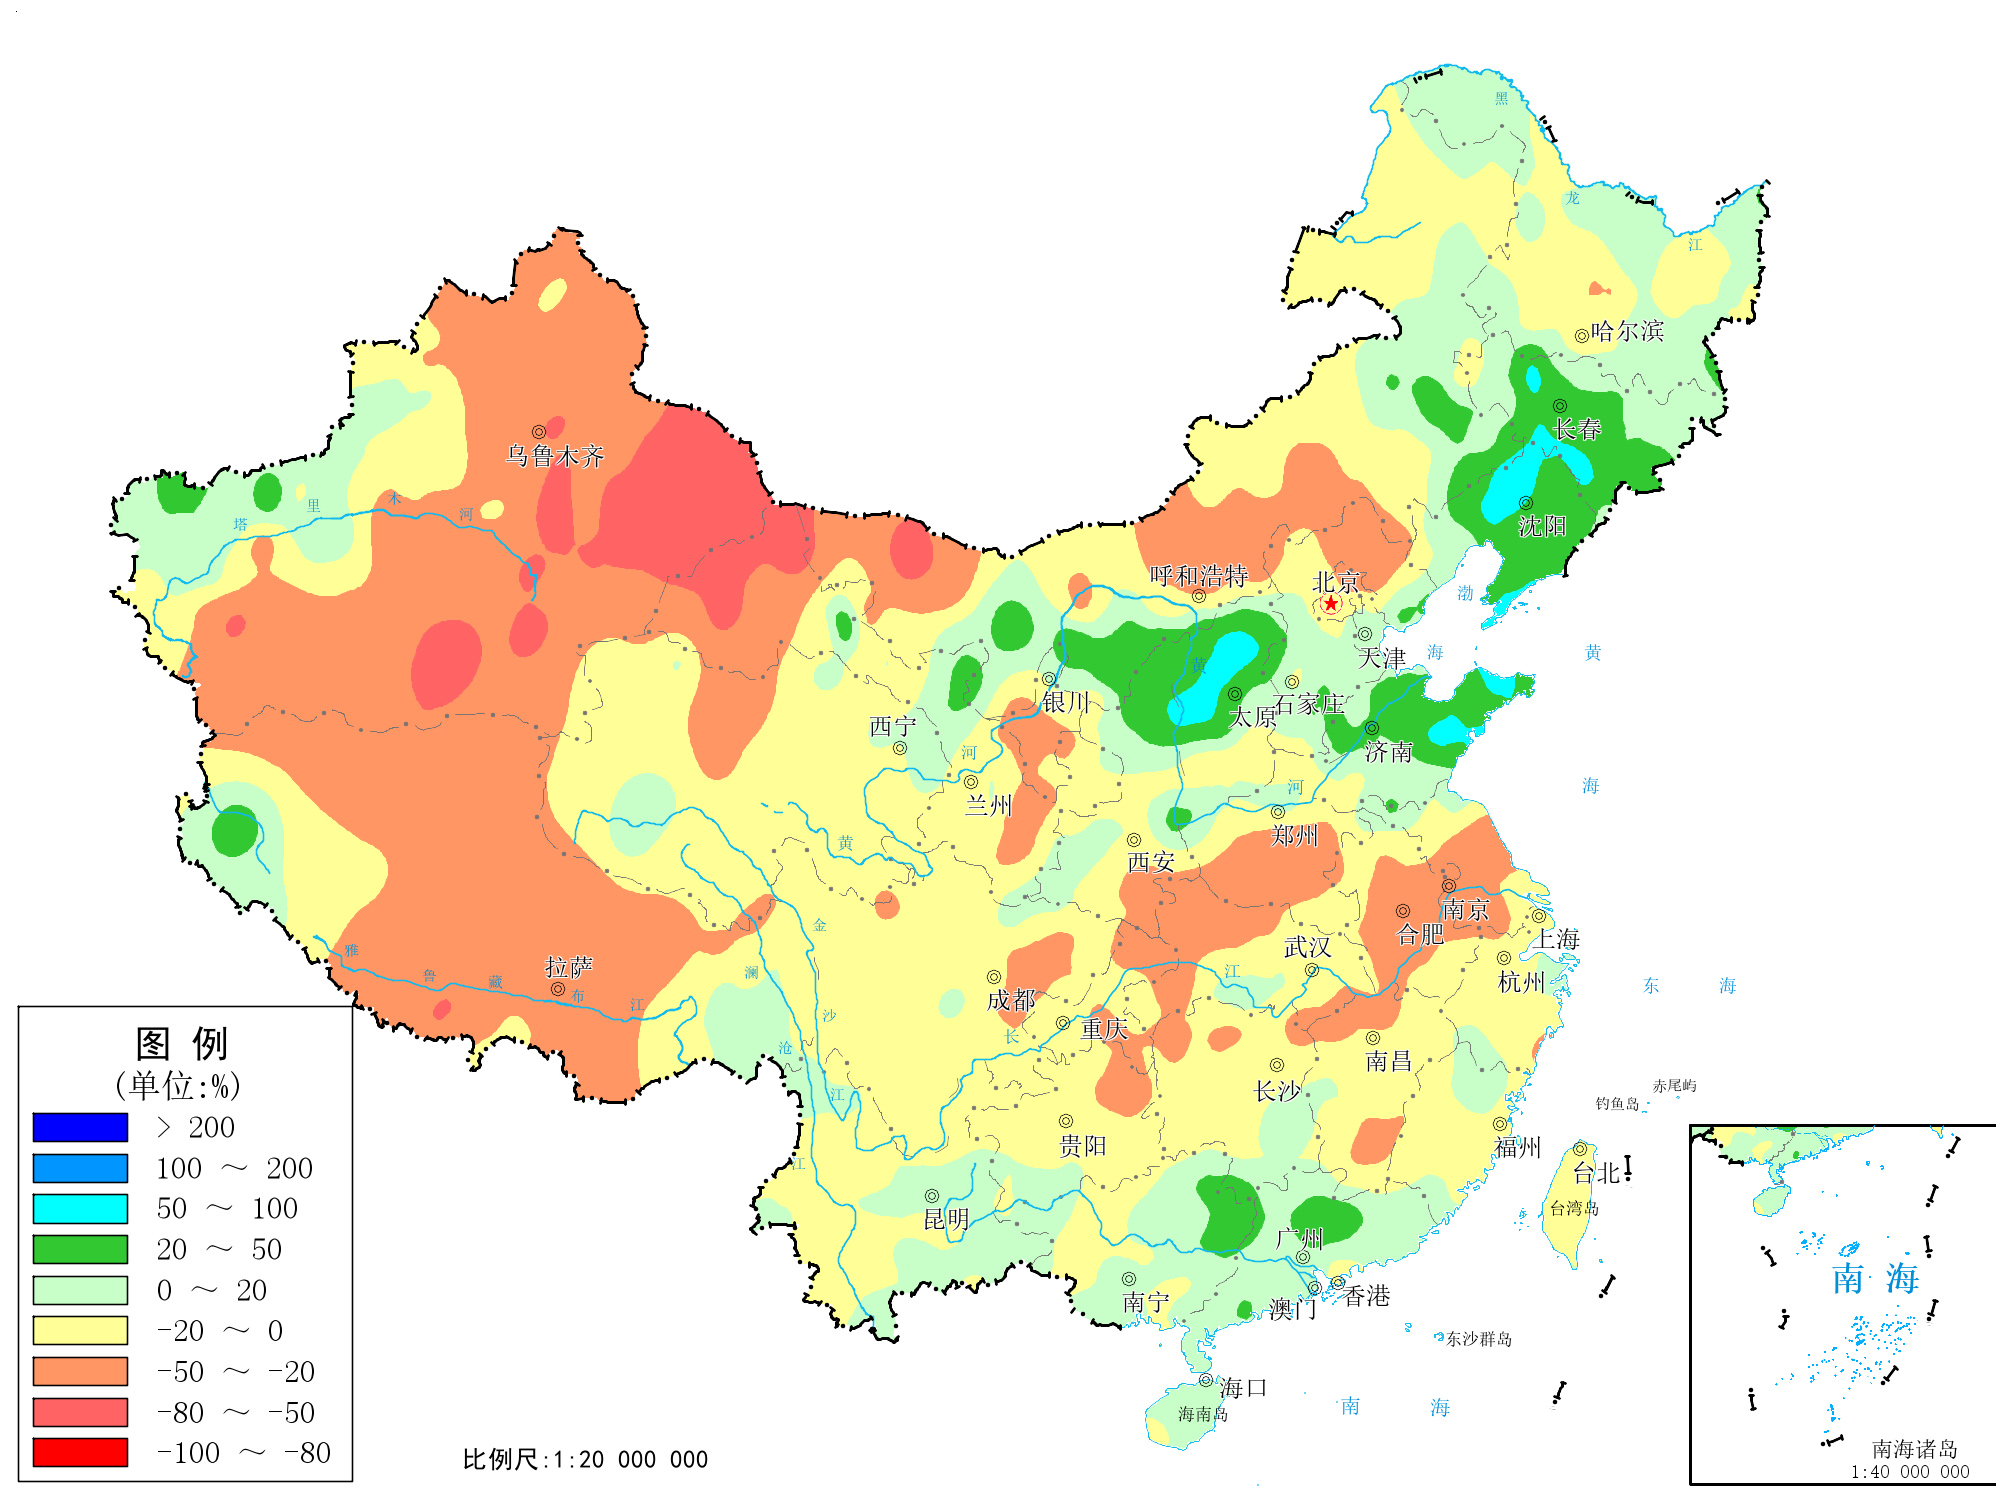 黑
龙
江
哈尔滨
长春
乌鲁木齐
塔
里
木
河
沈阳
呼和浩特
北京
渤
海
黄
海
天津
黄
银川
石家庄
太原
西宁
济南
河
兰州
河
黄
郑州
西安
南京
金
合肥
上海
武汉
雅
拉萨
澜
江
鲁
藏
布
江
成都
杭州
东
海
沙
重庆
长
沧
南昌
长沙
江
赤尾屿
钓鱼岛
贵阳
福州
江
台北
台湾岛
昆明
广州
南宁
澳门
香港
东沙群岛
海口
海南岛
南
海
图 例
(单位:%)
> 200
100 ~ 200
50 ~ 100
20 ~ 50
0 ~ 20
-20 ~ 0
-50 ~ -20
-80 ~ -50
-100 ~ -80
比例尺:1:20 000 000
南 海
南海诸岛
1:40 000 000